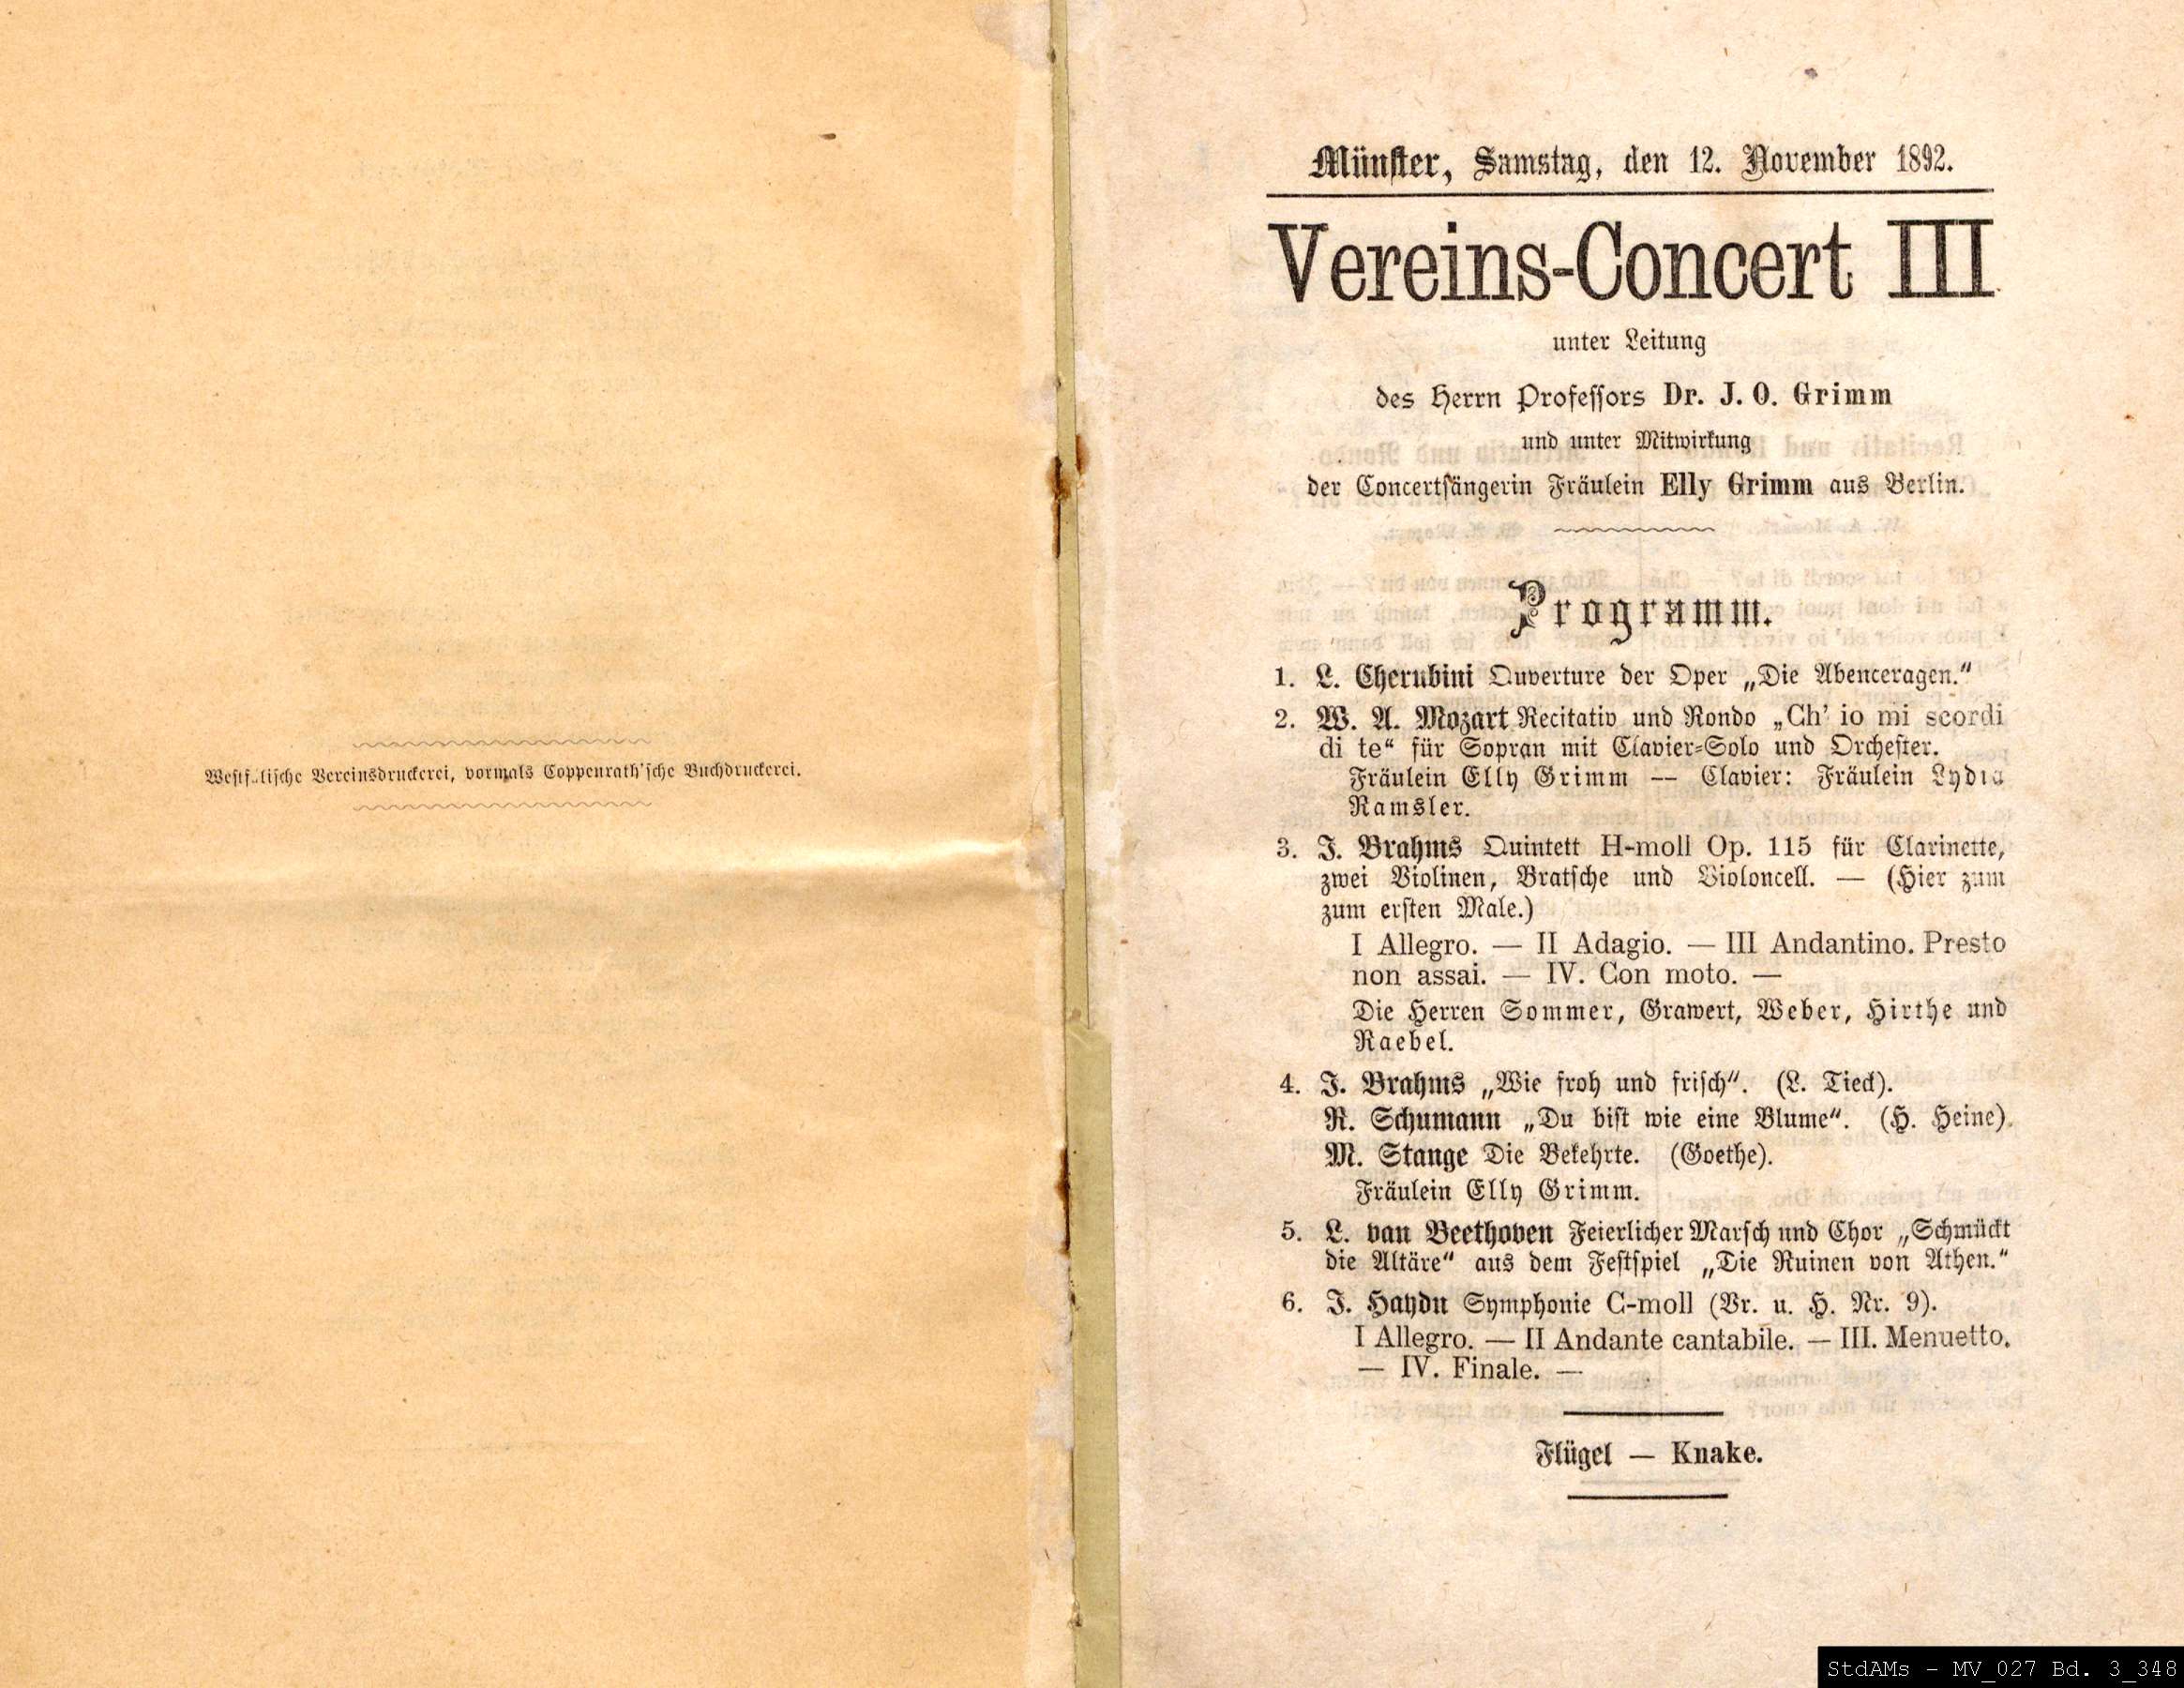 Westfälische Vereinsdruckerei, vormals Coppenrath'sche Buchdruckerei.
Münster, Samstag, den 12. November 1892.
Vereins-Concert III
unter Leitung
des Herrn Professors Dr. J. O. Grimm
und unter Mitwirkung
der Concertsängerin Fräulein Elly Grimm aus Berlin.
Programm.
1. L. Cherubini Ouverture der Oper „Die Abenceragen.“
2. W. A. Mozart Recitativ und Rondo „Ch' io mi scordi
di te“ für Sopran mit Clavier-Solo und Orchester.
Fräulein Elly Grimm — Clavier: Fräulein Lydia
Ramsler.
3. J. Brahms Quintett H-moll Op. 115 für Clarinette,
zwei Violinen, Bratsche und Violoncell. — (Hier zum
zum ersten Male.)
I Allegro. — II Adagio. — III Andantino. Presto
non assai. — IV. Con moto. —
Die Herren Sommer, Grawert, Weber, Hirthe und
Raebel.
4. J. Brahms „Wie froh und frisch“. (L. Tieck).
R. Schumann „Du bist wie eine Blume“. (H. Heine).
M. Stange Die Bekehrte. (Goethe).
Fräulein Elly Grimm.
5. L. van Beethoven Feierlicher Marsch und Chor „Schmückt
die Altäre“ aus dem Festspiel „Die Ruinen von Athen.“
6. J. Haydn Symphonie C-moll (Br. u. H. Nr. 9).
I Allegro. — II Andante cantabile. — III. Menuetto.
— IV. Finale. —
Flügel — Knake.
StdAMs - MV_027 Bd. 3_348